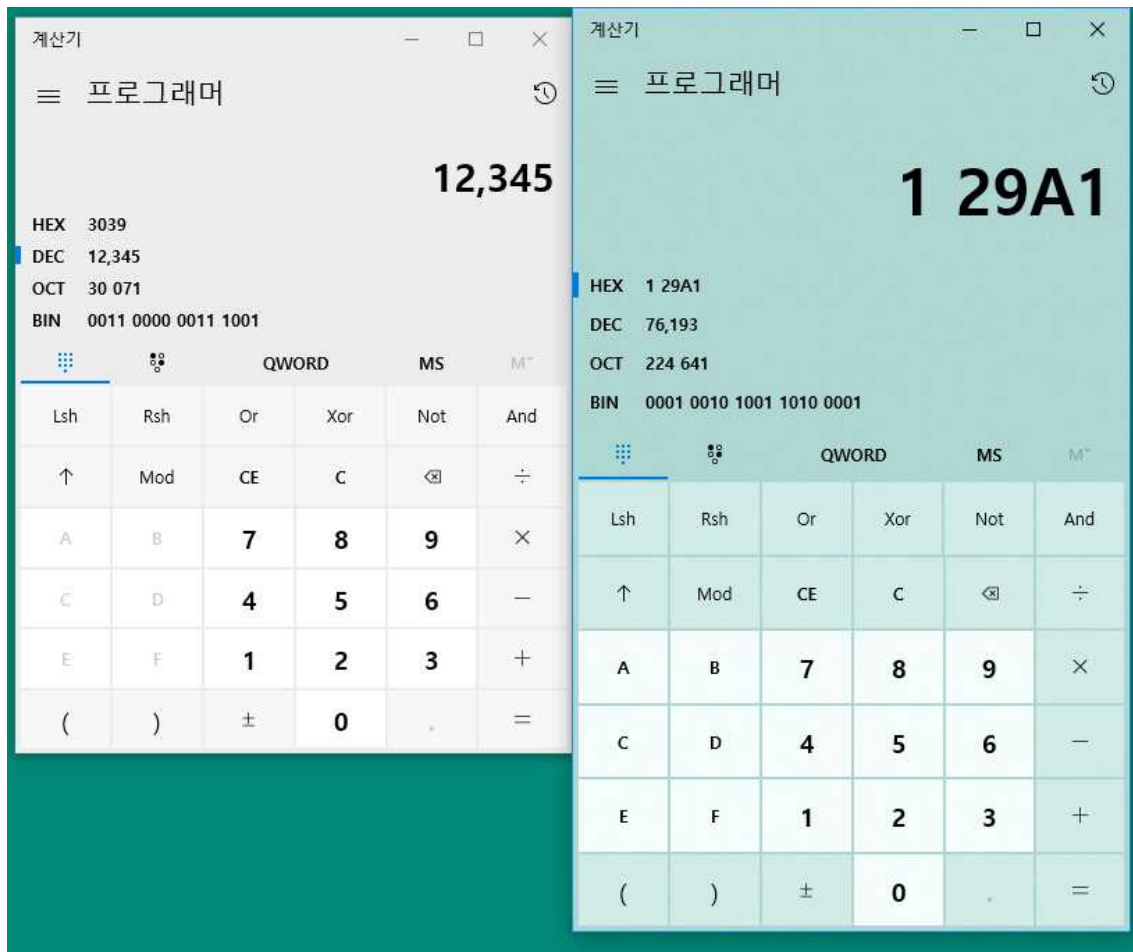 계산기
프로그래머
12,345
HEX 3039
DEC 12,345
OCT 30 071
BIN 0011 0000 0011 1001
QWORD MS M˅
Lsh Rsh Or Xor Not And
↑ Mod CE C ÷
A B 7 8 9 ×
C D 4 5 6 −
E F 1 2 3 +
( ) ± 0 . =
계산기
프로그래머
1 29A1
HEX 1 29A1
DEC 76,193
OCT 224 641
BIN 0001 0010 1001 1010 0001
QWORD MS M˅
Lsh Rsh Or Xor Not And
↑ Mod CE C ÷
A B 7 8 9 ×
C D 4 5 6 −
E F 1 2 3 +
( ) ± 0 . =